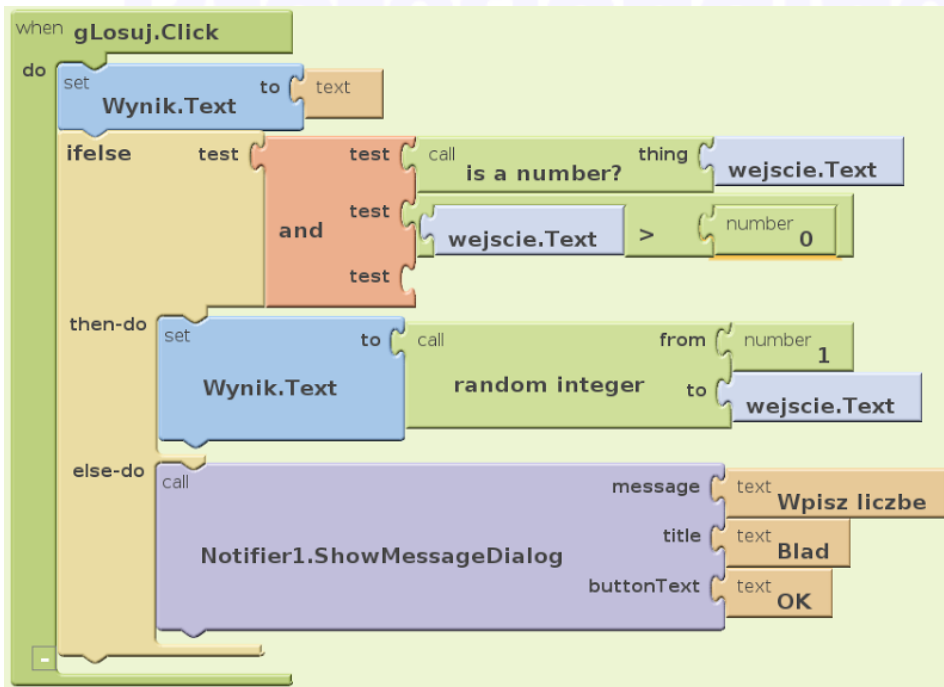 when gLosuj.Click
do
set Wynik.Text to text
ifelse test and test call is a number? thing wejscie.Text
test wejscie.Text > number 0
test
then-do set Wynik.Text to call random integer from number 1
to wejscie.Text
else-do call Notifier1.ShowMessageDialog message text Wpisz liczbe
title text Blad
buttonText text OK
-